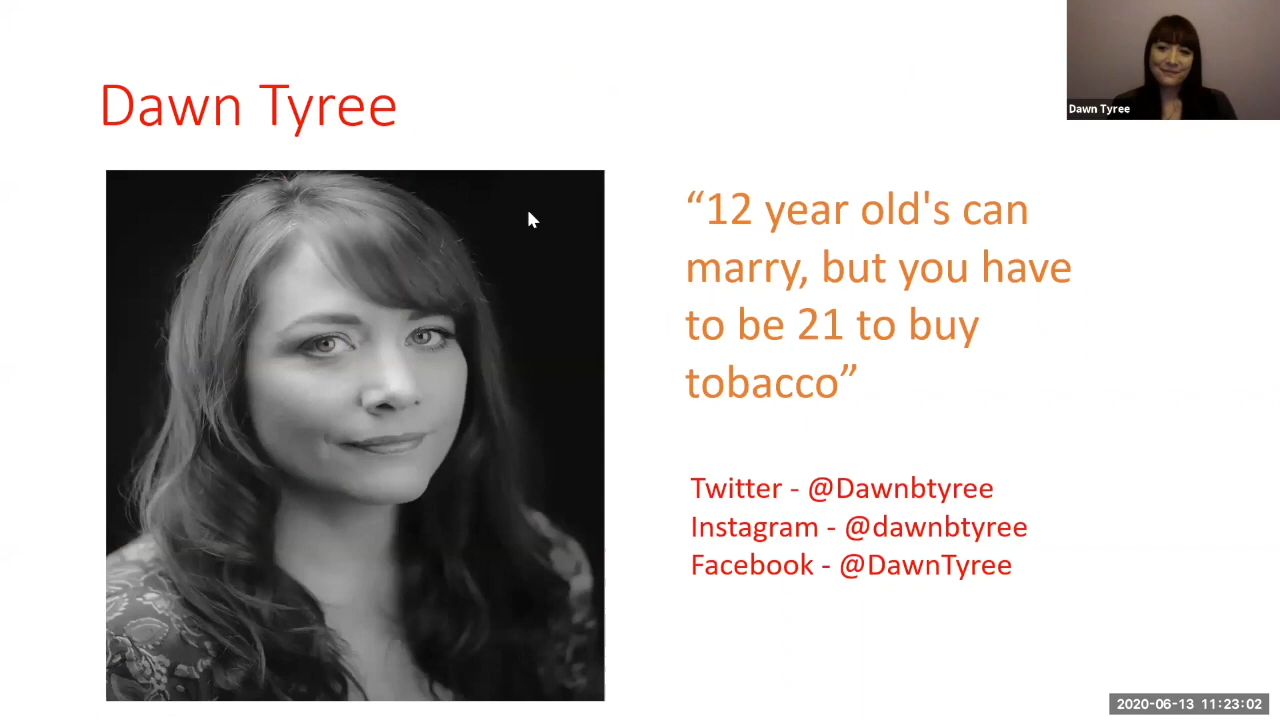 Dawn Tyree
Dawn Tyree
“12 year old's can
marry, but you have
to be 21 to buy
tobacco”
Twitter - @Dawnbtyree
Instagram - @dawnbtyree
Facebook - @DawnTyree
2020-06-13 11:23:02